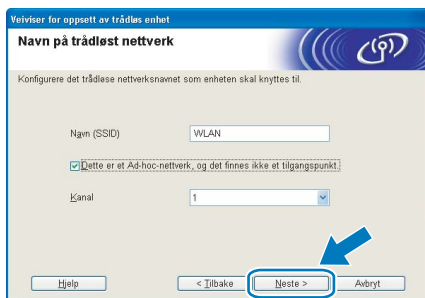 Veiviser for oppsett av trådløs enhet
Navn på trådløst nettverk
Konfigurere det trådløse nettverksnavnet som enheten skal knyttes til.
Navn (SSID) WLAN
Dette er et Ad-hoc-nettverk, og det finnes ikke et tilgangspunkt.
Kanal 1
Hjelp < Tilbake Neste > Avbryt